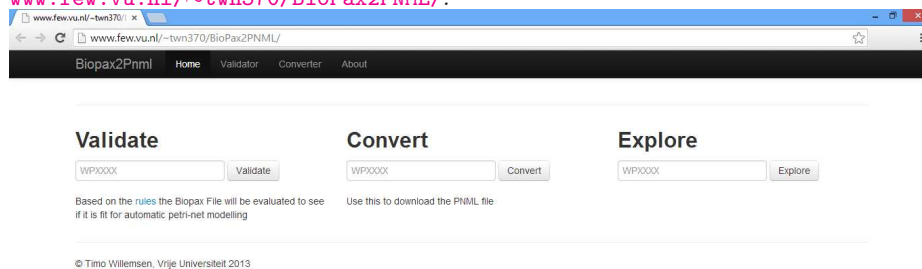 www.few.vu.nl/~twn370/BioPax2PNML/.
www.few.vu.nl/~twn370/
www.few.vu.nl/~twn370/BioPax2PNML/
Biopax2Pnml Home Validator Converter About
Validate Convert Explore
WPXXXX Validate WPXXXX Convert WPXXXX Explore
Based on the rules the Biopax File will be evaluated to see
if it is fit for automatic petri-net modelling
Use this to download the PNML file
© Timo Willemsen, Vrije Universiteit 2013